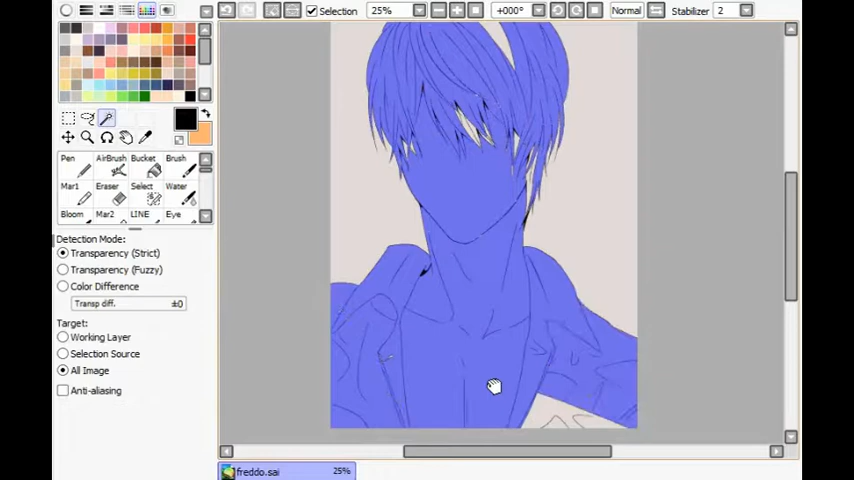 Selection 25% +000° Normal Stabilizer 2
Pen AirBrush Bucket Brush
Mar1 Eraser Select Water
Bloom Mar2 LINE Eye
Detection Mode:
Transparency (Strict)
Transparency (Fuzzy)
Color Difference
Transp diff. ±0
Target:
Working Layer
Selection Source
All Image
Anti-aliasing
freddo.sai 25%